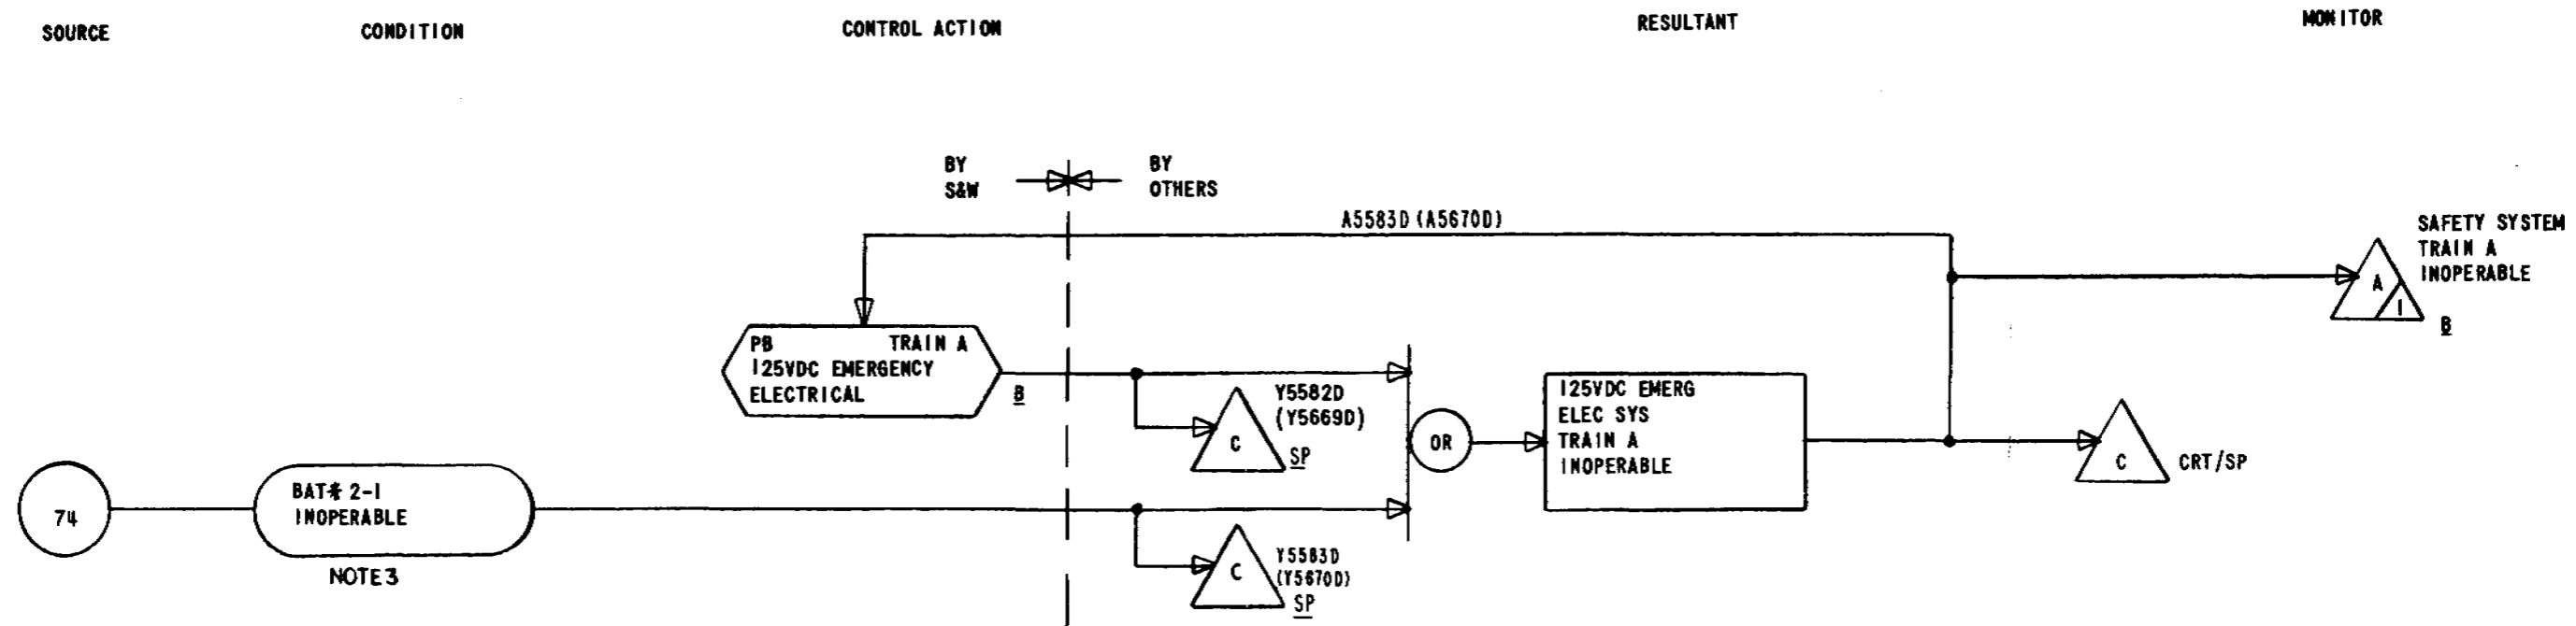 SOURCE
CONDITION
CONTROL ACTION
RESULTANT
MONITOR
BY
S&W
BY
OTHERS
A5583D (A5670D)
SAFETY SYSTEM
TRAIN A
INOPERABLE
A
I
B
PB TRAIN A
125VDC EMERGENCY
ELECTRICAL
B
Y5582D
(Y5669D)
C
SP
OR
125VDC EMERG
ELEC SYS
TRAIN A
INOPERABLE
C
CRT/SP
74
BAT# 2-1
INOPERABLE
NOTE 3
Y5583D
(Y5670D)
C
SP